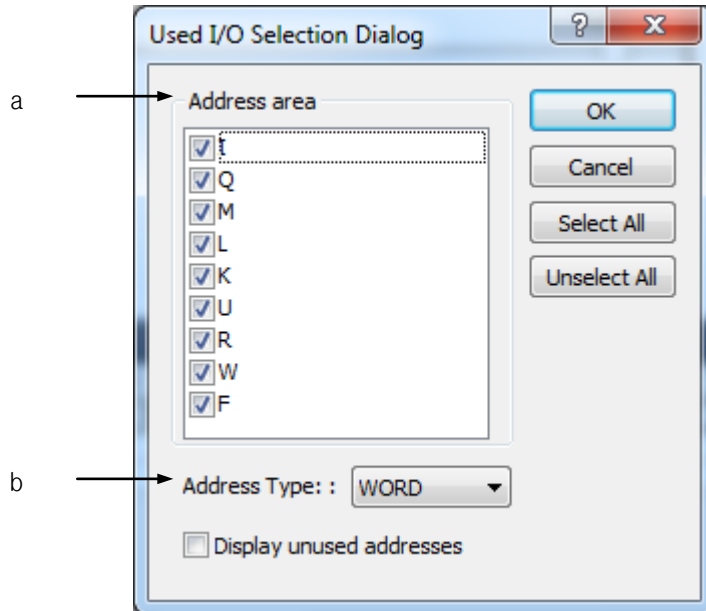 Used I/O Selection Dialog
a
Address area
I
Q
M
L
K
U
R
W
F
OK
Cancel
Select All
Unselect All
b
Address Type: : WORD
Display unused addresses